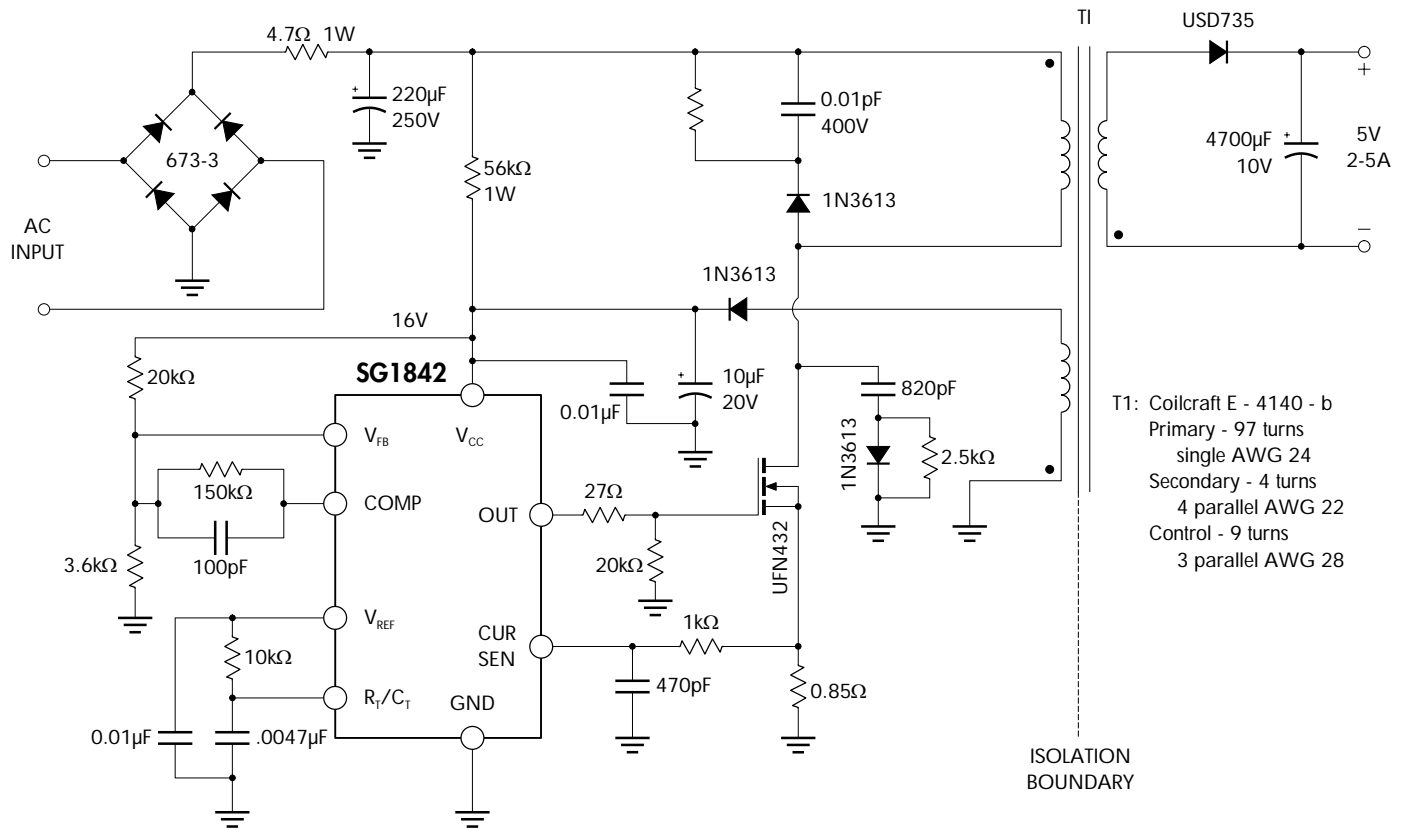 4.7Ω 1W
TI
USD735
+
220µF
250V
0.01pF
400V
4700µF
10V
+
5V
2-5A
673-3
56kΩ
1W
1N3613
AC
INPUT
–
1N3613
16V
SG1842
20kΩ
+
10µF
20V
0.01µF
820pF
VFB
VCC
1N3613
2.5kΩ
T1: Coilcraft E - 4140 - b
Primary - 97 turns
single AWG 24
Secondary - 4 turns
4 parallel AWG 22
Control - 9 turns
3 parallel AWG 28
150kΩ
COMP
27Ω
OUT
100pF
3.6kΩ
20kΩ
UFN432
VREF
CUR
SEN
1kΩ
10kΩ
470pF
0.85Ω
RT/CT
GND
0.01µF
.0047µF
ISOLATION
BOUNDARY
+